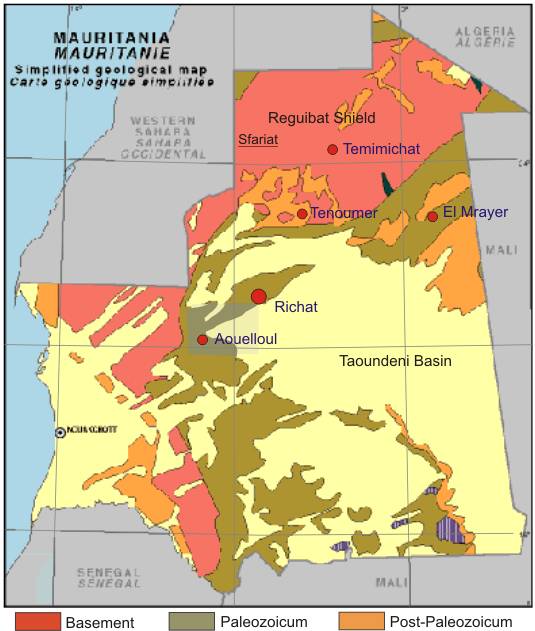 MAURITANIA
MAURITANIE
Simplified geological map
Carte géologique simplifiée
ALGERIA
ALGÉRIE
WESTERN
SAHARA
SAHARA
OCCIDENTAL
Reguibat Shield
Sfariat
Temimichat
Tenoumer
El Mrayer
MALI
Richat
Aouelloul
Taoundeni Basin
NOUAKCHOTT
SENEGAL
SÉNÉGAL
MALI
Basement
Paleozoicum
Post-Paleozoicum